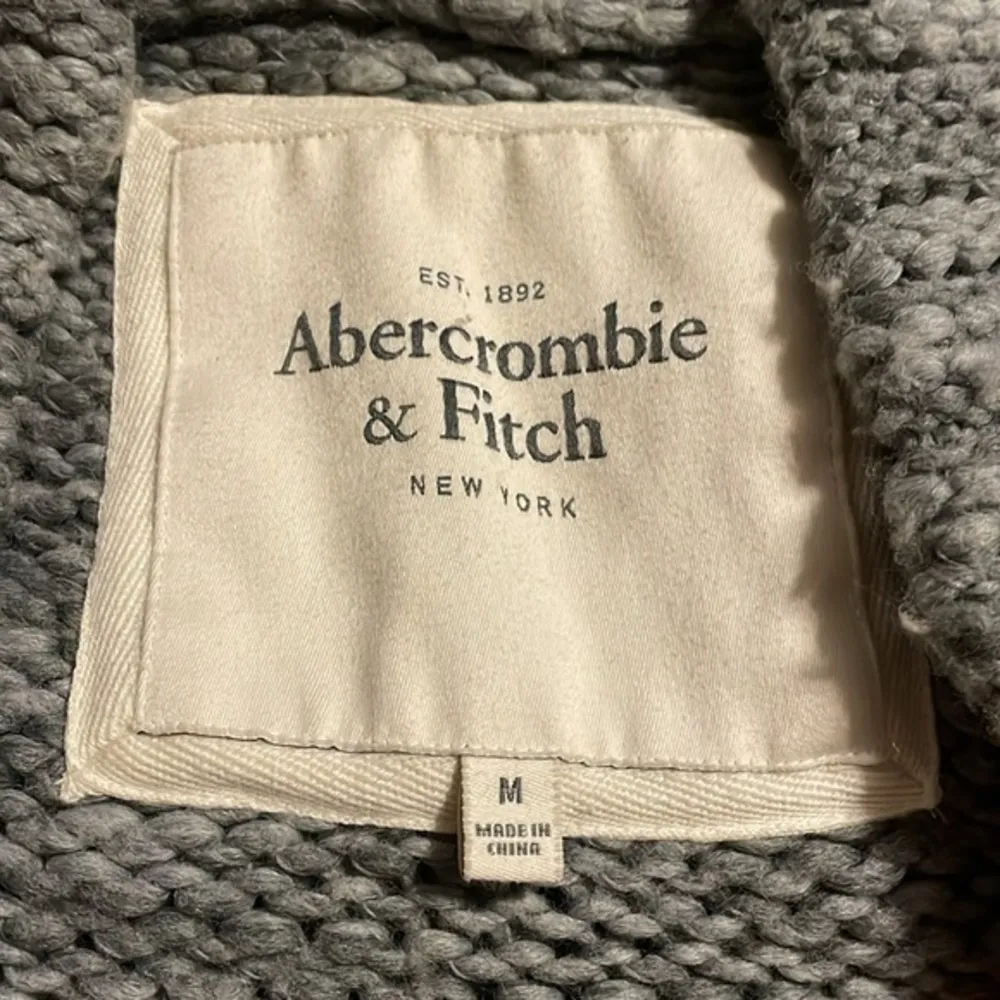 EST. 1892
Abercrombie
& Fitch
NEW YORK
M
MADE IN
CHINA